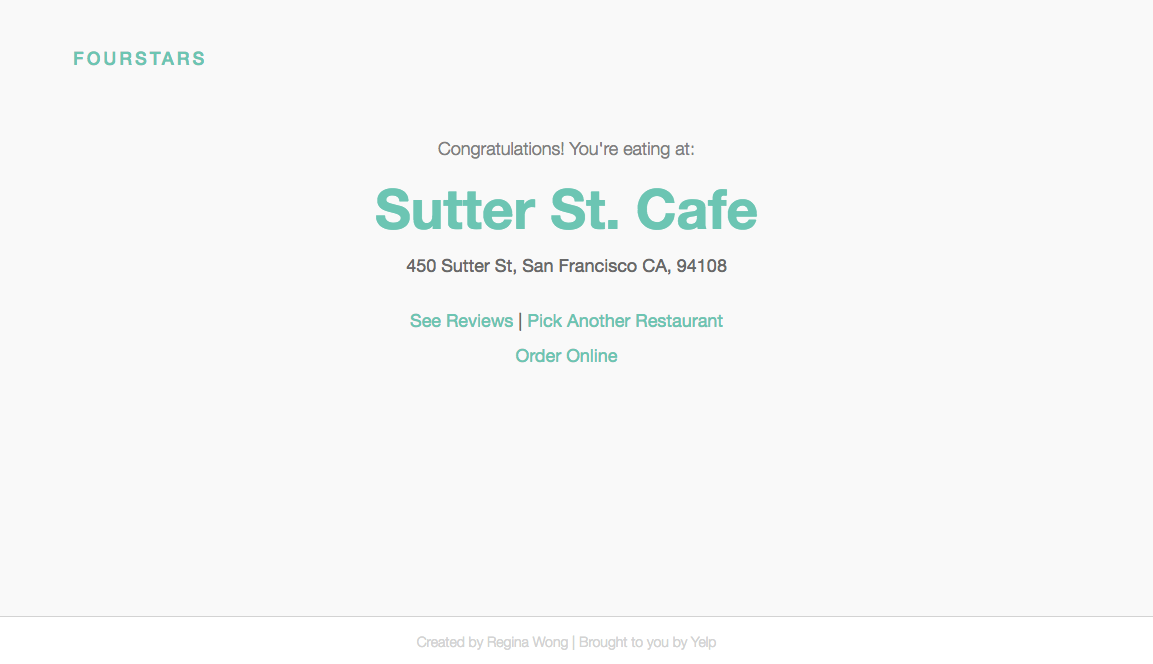 FOURSTARS
Congratulations! You're eating at:
Sutter St. Cafe
450 Sutter St, San Francisco CA, 94108
See Reviews | Pick Another Restaurant
Order Online
Created by Regina Wong | Brought to you by Yelp